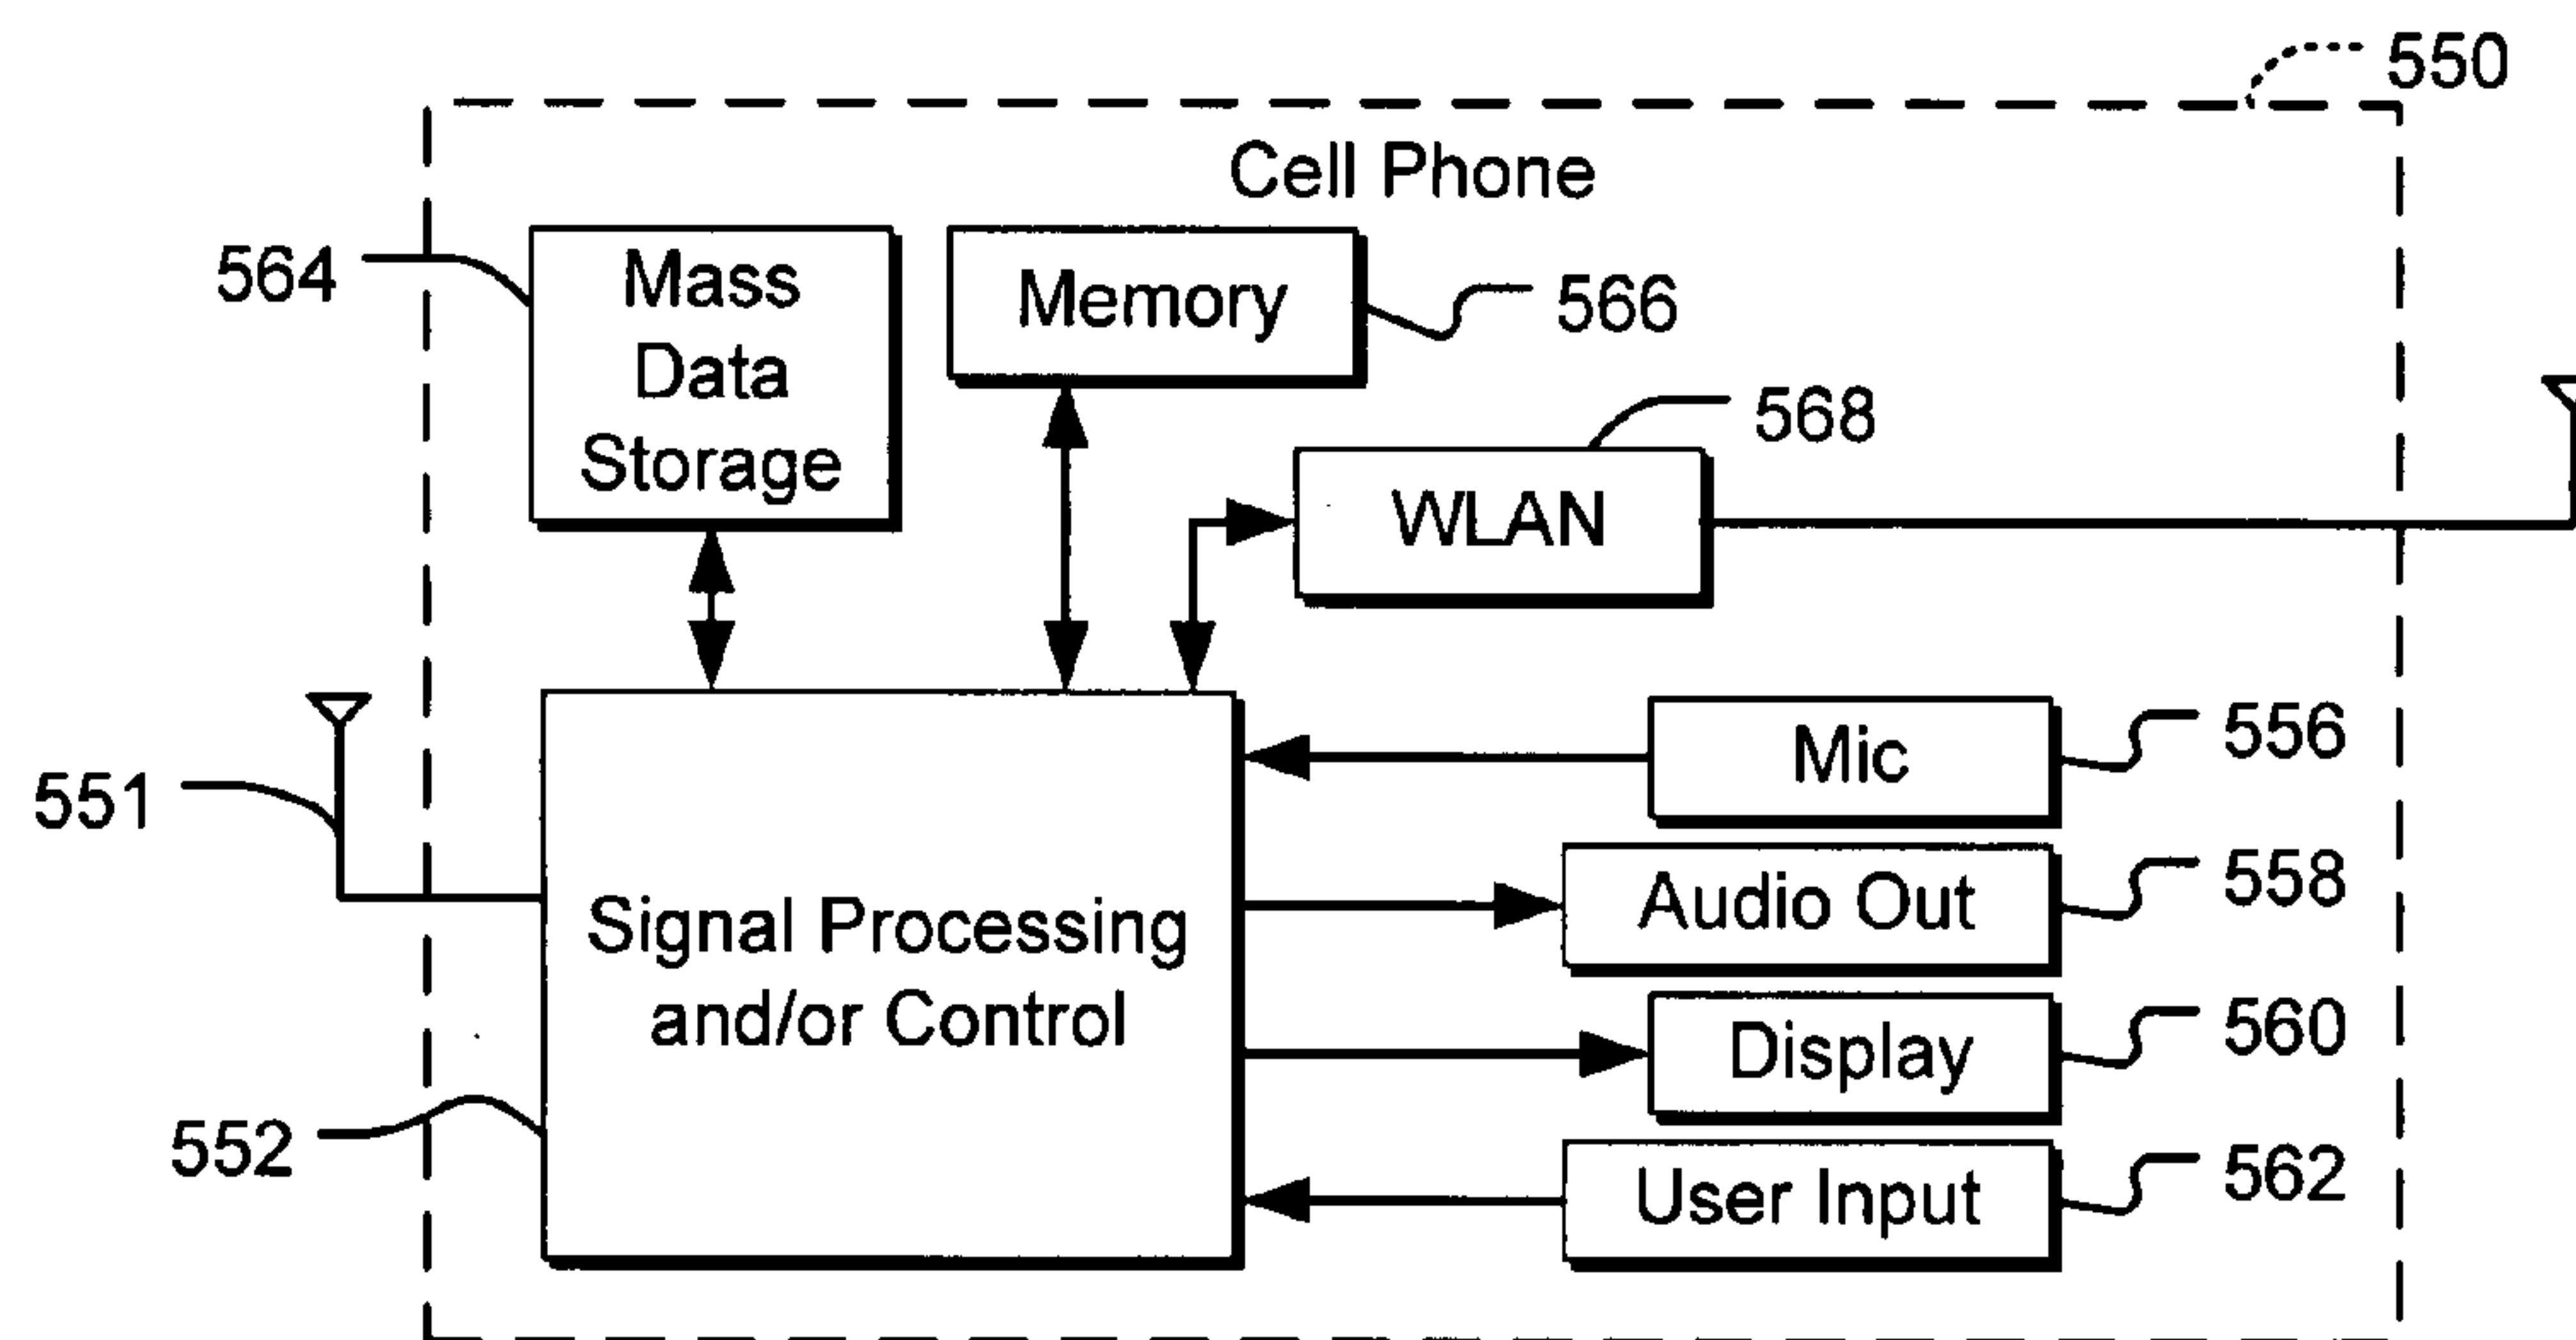 550
Cell Phone
564
Mass
Data
Storage
Memory
566
568
WLAN
551
Signal Processing
and/or Control
552
Mic
556
Audio Out
558
Display
560
User Input
562